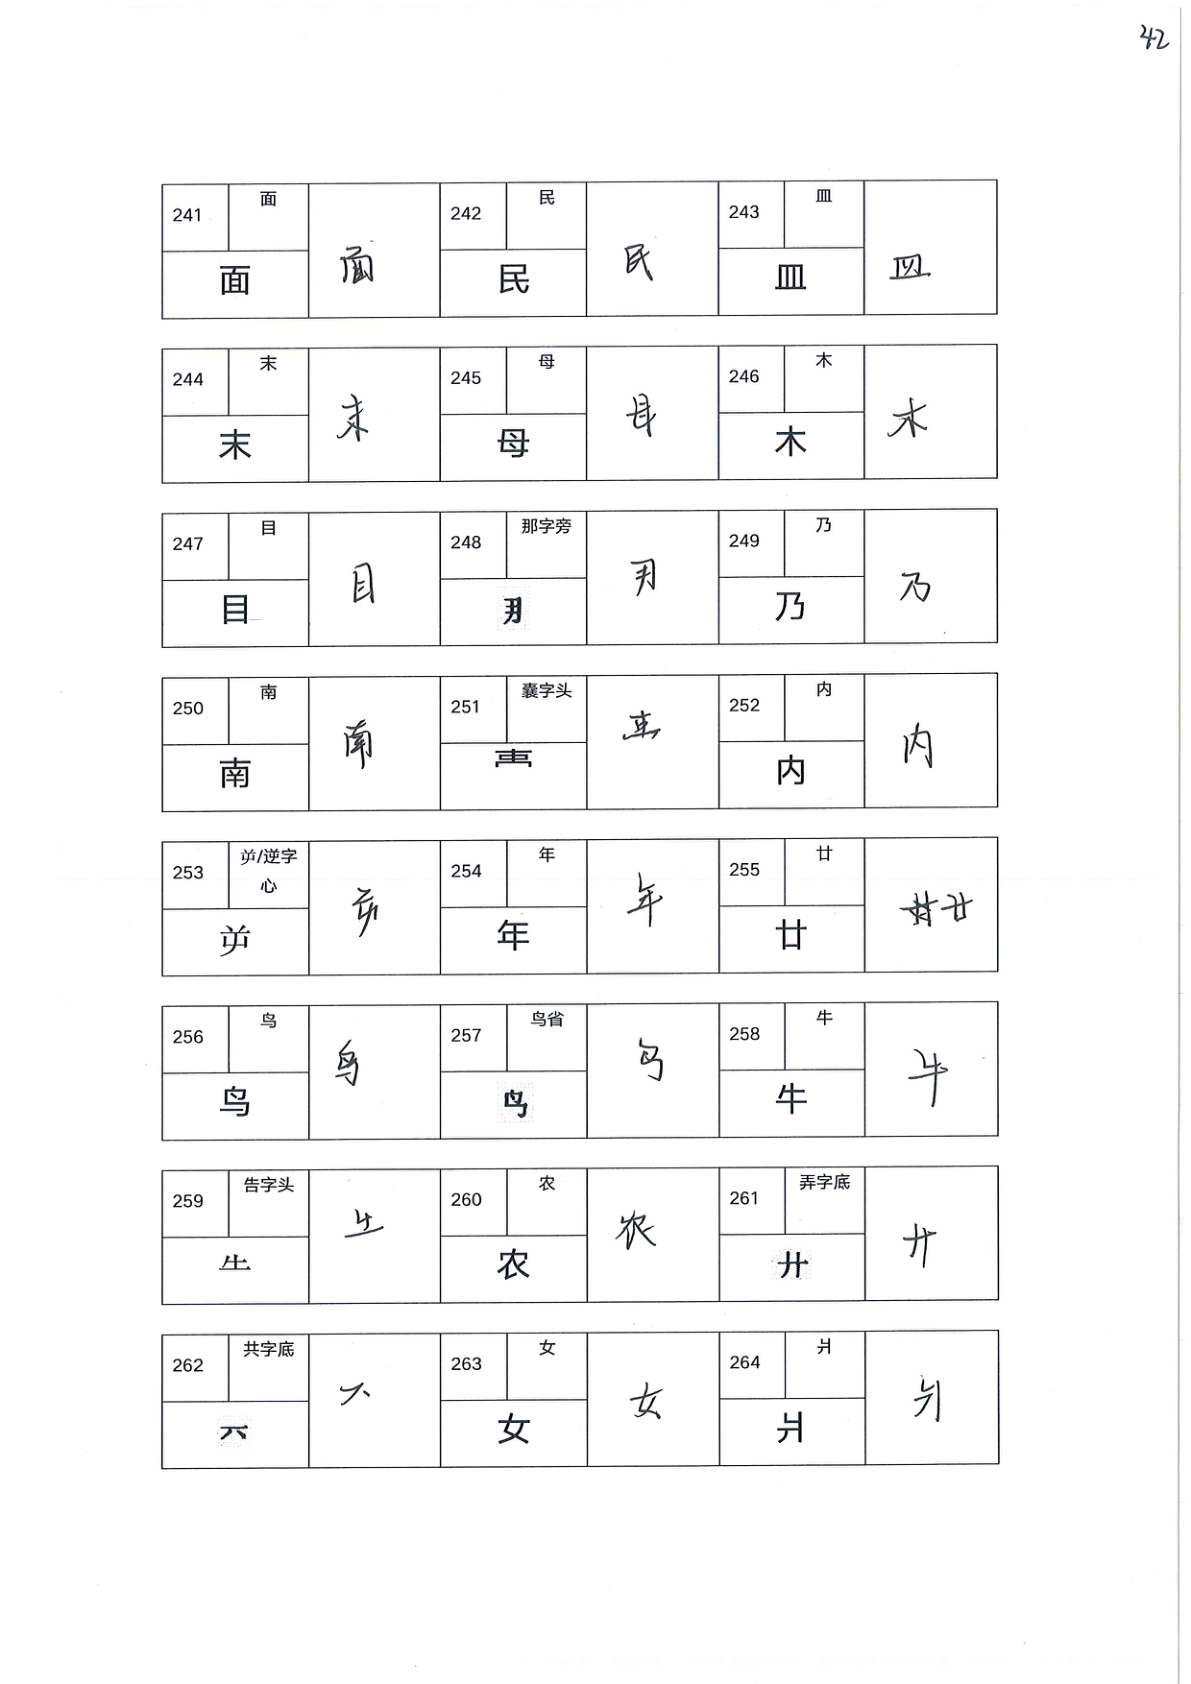 42
241 面 面 242 民 民 243 皿 皿
面 民 皿
244 末 末 245 母 母 246 木 木
末 母 木
247 目 目 248 那字旁 249 乃 乃
目 乃
250 南 南 251 囊字头 252 内 内
南 内
253 屰/逆字心 屰 254 年 年 255 廿 廿
屰 年 廿
256 鸟 鸟 257 鸟省 258 牛 牛
鸟 牛
259 告字头 260 农 农 261 弄字底 廾
农 廾
262 共字底 263 女 女 264 爿 爿
女 爿